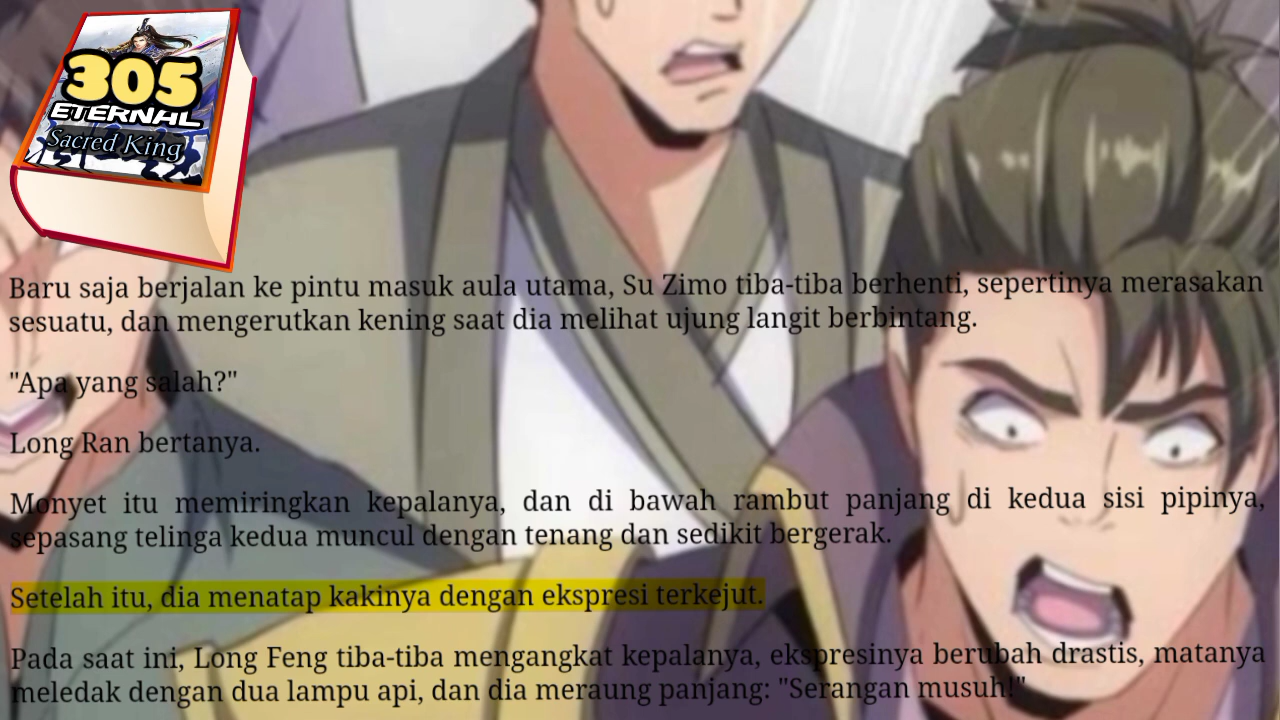 305
ETERNAL
Sacred King
Baru saja berjalan ke pintu masuk aula utama, Su Zimo tiba-tiba berhenti, sepertinya merasakan
sesuatu, dan mengerutkan kening saat dia melihat ujung langit berbintang.
"Apa yang salah?"
Long Ran bertanya.
Monyet itu memiringkan kepalanya, dan di bawah rambut panjang di kedua sisi pipinya,
sepasang telinga kedua muncul dengan tenang dan sedikit bergerak.
Setelah itu, dia menatap kakinya dengan ekspresi terkejut.
Pada saat ini, Long Feng tiba-tiba mengangkat kepalanya, ekspresinya berubah drastis, matanya
meledak dengan dua lampu api, dan dia meraung panjang: "Serangan musuh!"